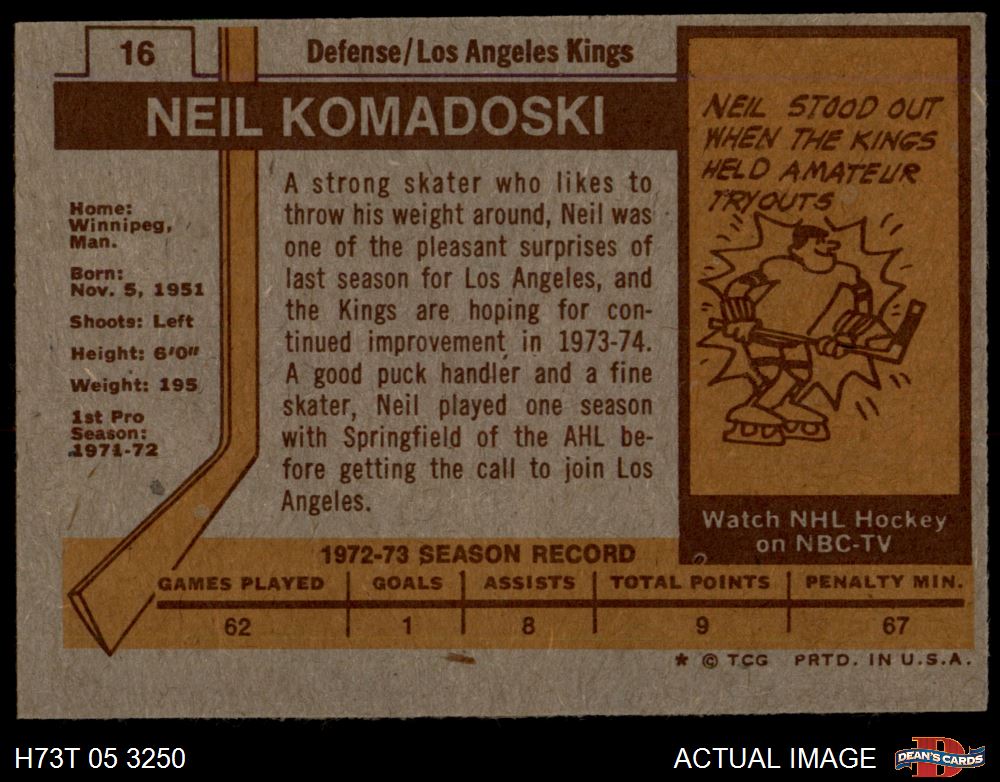 16
Defense/Los Angeles Kings
NEIL KOMADOSKI
Home:
Winnipeg,
Man.
Born:
Nov. 5, 1951
Shoots: Left
Height: 6'0"
Weight: 195
1st Pro
Season:
1971-72
A strong skater who likes to
throw his weight around, Neil was
one of the pleasant surprises of
last season for Los Angeles, and
the Kings are hoping for con-
tinued improvement in 1973-74.
A good puck handler and a fine
skater, Neil played one season
with Springfield of the AHL be-
fore getting the call to join Los
Angeles.
NEIL STOOD OUT
WHEN THE KINGS
HELD AMATEUR
TRYOUTS
Watch NHL Hockey
on NBC-TV
1972-73 SEASON RECORD
GAMES PLAYED GOALS ASSISTS TOTAL POINTS PENALTY MIN.
62 1 8 9 67
* © TCG PRTD. IN U.S.A.
H73T 05 3250
ACTUAL IMAGE
D
DEAN'S CARDS